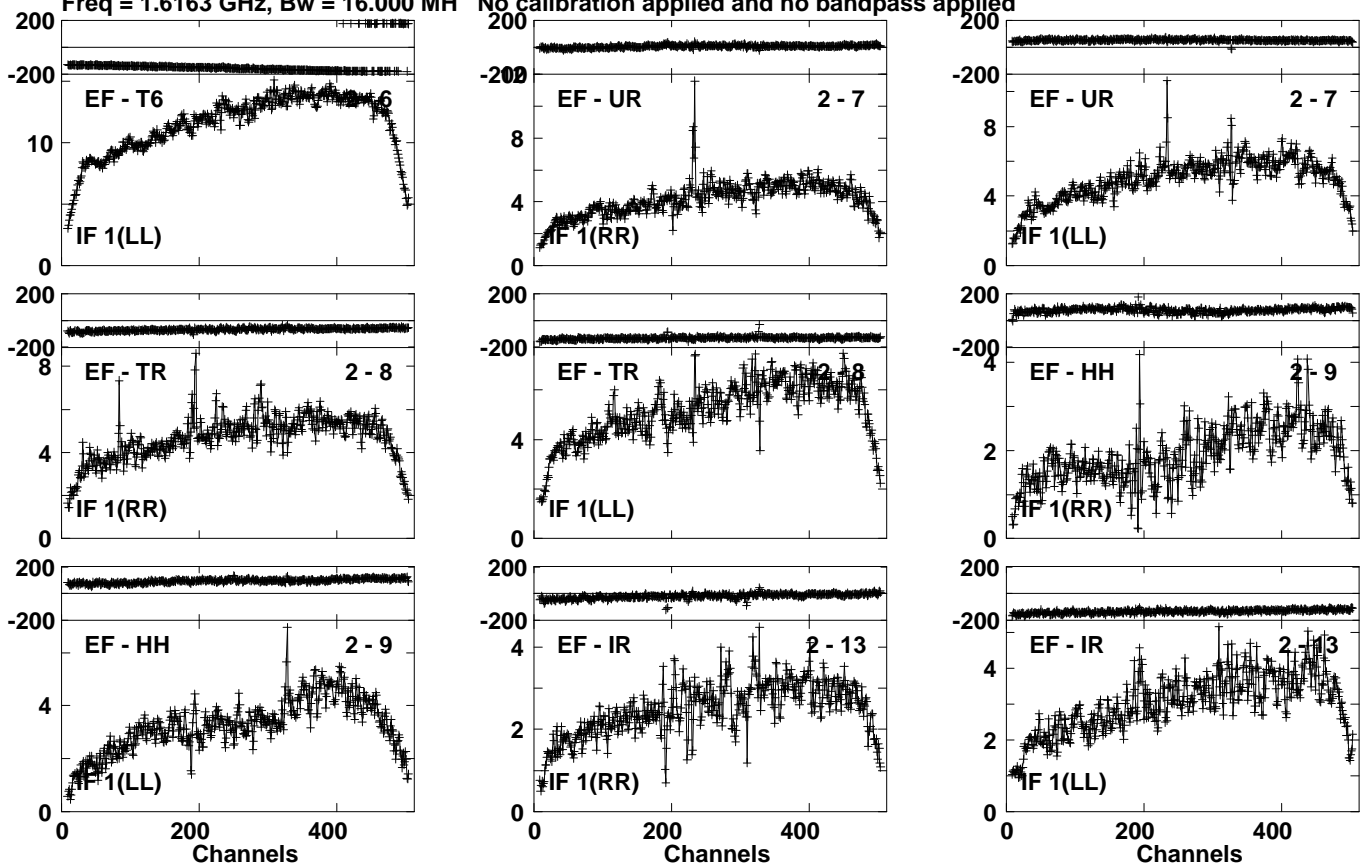 Freq = 1.6163 GHz, Bw = 16.000 MH No calibration applied and no bandpass applied
200
-200
EF - T6
10
IF 1(LL)
0
200
-200
12
EF - UR 2 - 7
8
4
IF 1(RR)
0
200
-200
EF - UR 2 - 7
8
4
IF 1(LL)
0
200
-200
8
EF - TR 2 - 8
4
IF 1(RR)
0
200
-200
EF - TR 2 - 8
4
IF 1(LL)
0
200
-200
4
EF - HH 2 - 9
2
IF 1(RR)
0
200
-200
EF - HH 2 - 9
4
IF 1(LL)
0
200
-200
EF - IR 2 - 13
4
2
IF 1(RR)
0
200
-200
EF - IR 2 - 13
4
2
IF 1(LL)
0
0 200 400
Channels
0 200 400
Channels
0 200 400
Channels